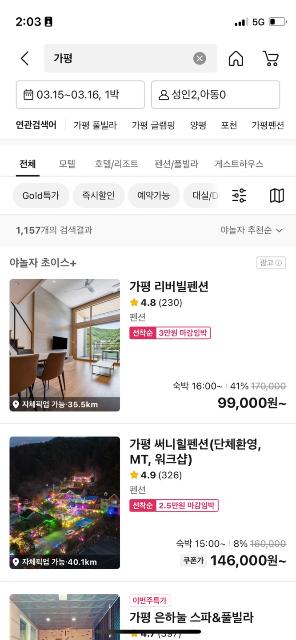 2:03
5G
가평
03.15~03.16, 1박
성인2,아동0
연관검색어 가평 풀빌라 가평 글램핑 양평 포천 가평펜션
전체 모텔 호텔/리조트 펜션/풀빌라 게스트하우스
Gold특가 즉시할인 예약가능 대실/D
1,157개의 검색결과
야놀자 추천순
야놀자 초이스+
광고
가평 리버빌펜션
4.8 (230)
펜션
선착순 3만원 마감임박
숙박 16:00~ 41% 170,000
99,000원~
자체픽업 가능·35.5km
가평 써니힐펜션(단체환영,
MT, 워크샵)
4.9 (326)
펜션
선착순 2.5만원 마감임박
숙박 15:00~ 8% 160,000
쿠폰가 146,000원~
자체픽업 가능·40.1km
이번주특가
가평 은하눌 스파&풀빌라
4.7 (397)